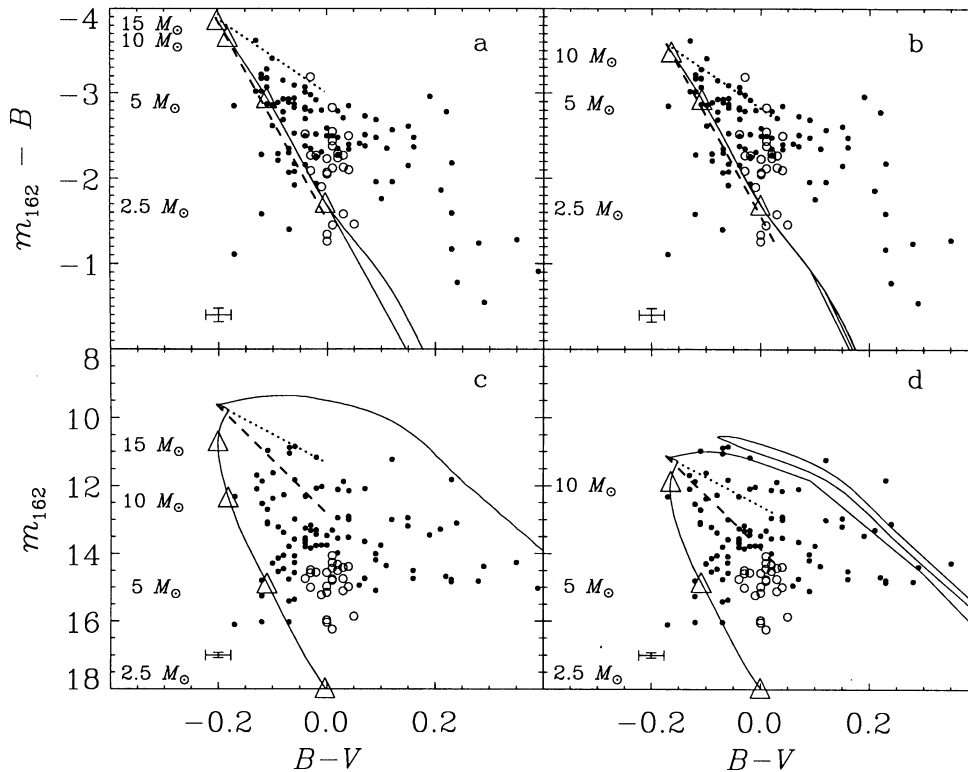 −4
−3
−2
−1
m₁₆₂ − B
15 M⊙
10 M⊙
5 M⊙
2.5 M⊙
a
10 M⊙
5 M⊙
2.5 M⊙
b
8
10
12
14
16
18
m₁₆₂
15 M⊙
10 M⊙
5 M⊙
2.5 M⊙
c
10 M⊙
5 M⊙
2.5 M⊙
d
−0.2 0.0 0.2
−0.2 0.0 0.2
B−V
B−V